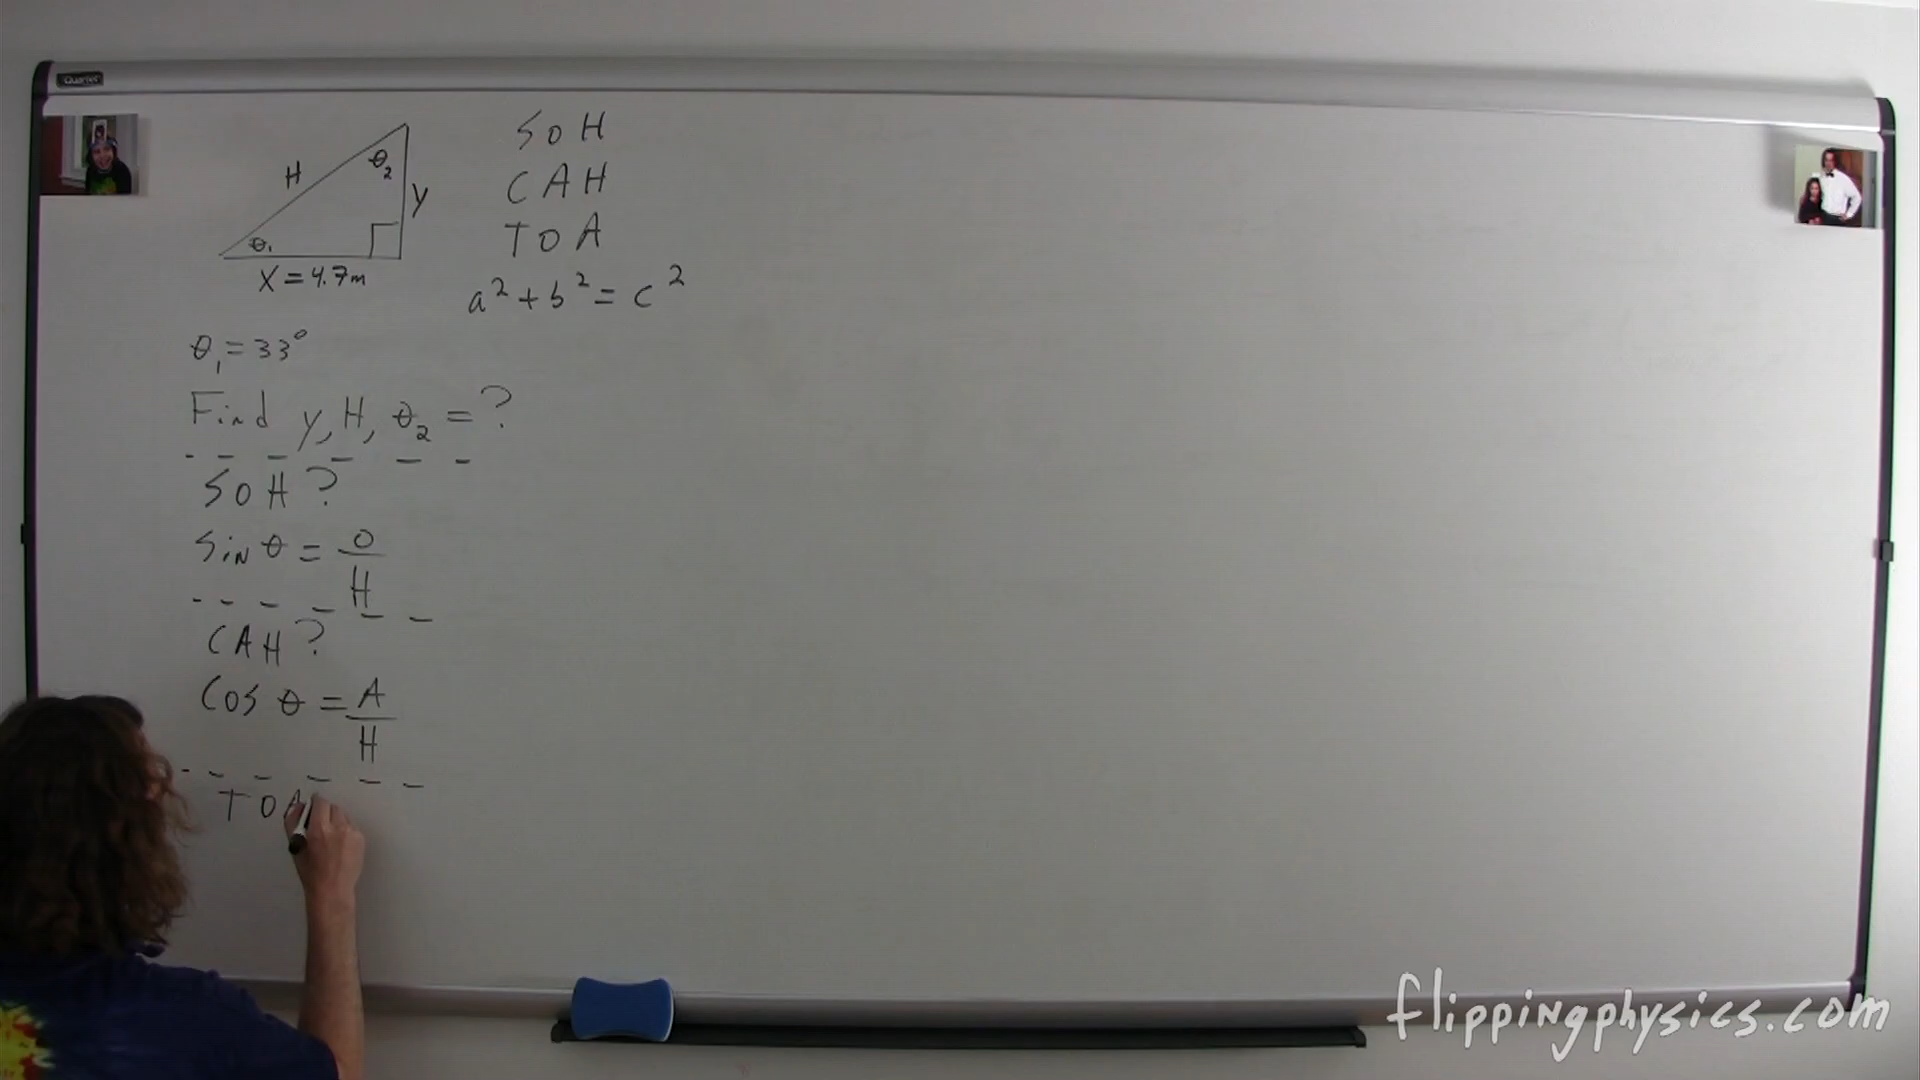 Quartet
θ₂
H
y
θ₁
X = 4.7m
SOH
CAH
TOA
a² + b² = c²
θ₁ = 33°
Find y, H, θ₂ = ?
SOH?
Sin θ = O/H
CAH?
Cos θ = A/H
TOA
flippingphysics.com